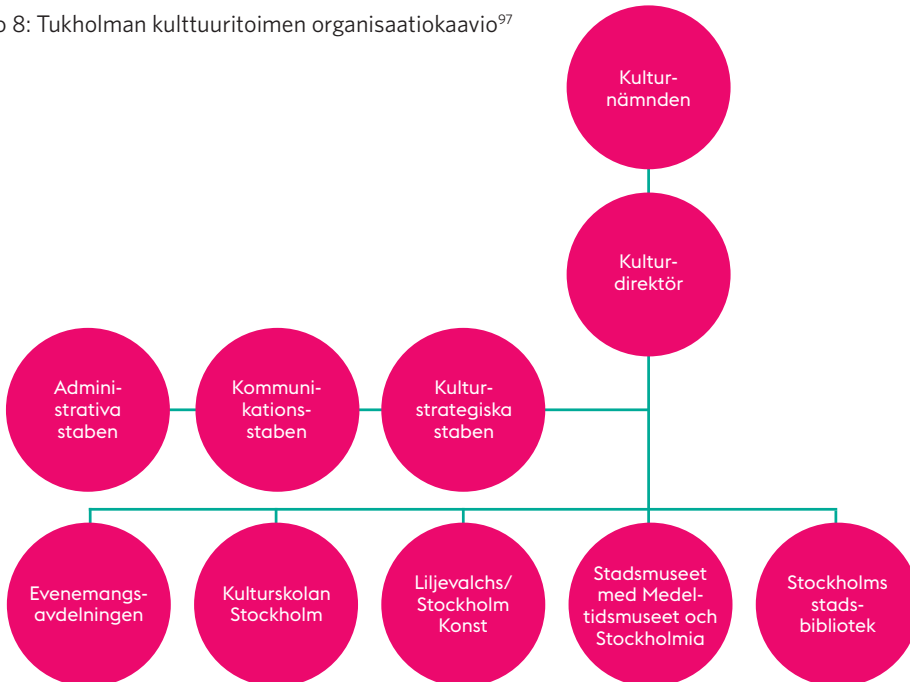 o 8: Tukholman kulttuuritoimen organisaatiokaavio⁹⁷
Kultur-
nämnden
Kultur-
direktör
Admini-
strativa
staben
Kommuni-
kations-
staben
Kultur-
strategiska
staben
Evenemangs-
avdelningen
Kulturskolan
Stockholm
Liljevalchs/
Stockholm
Konst
Stadsmuseet
med Medel-
tidsmuseet och
Stockholmia
Stockholms
stads-
bibliotek